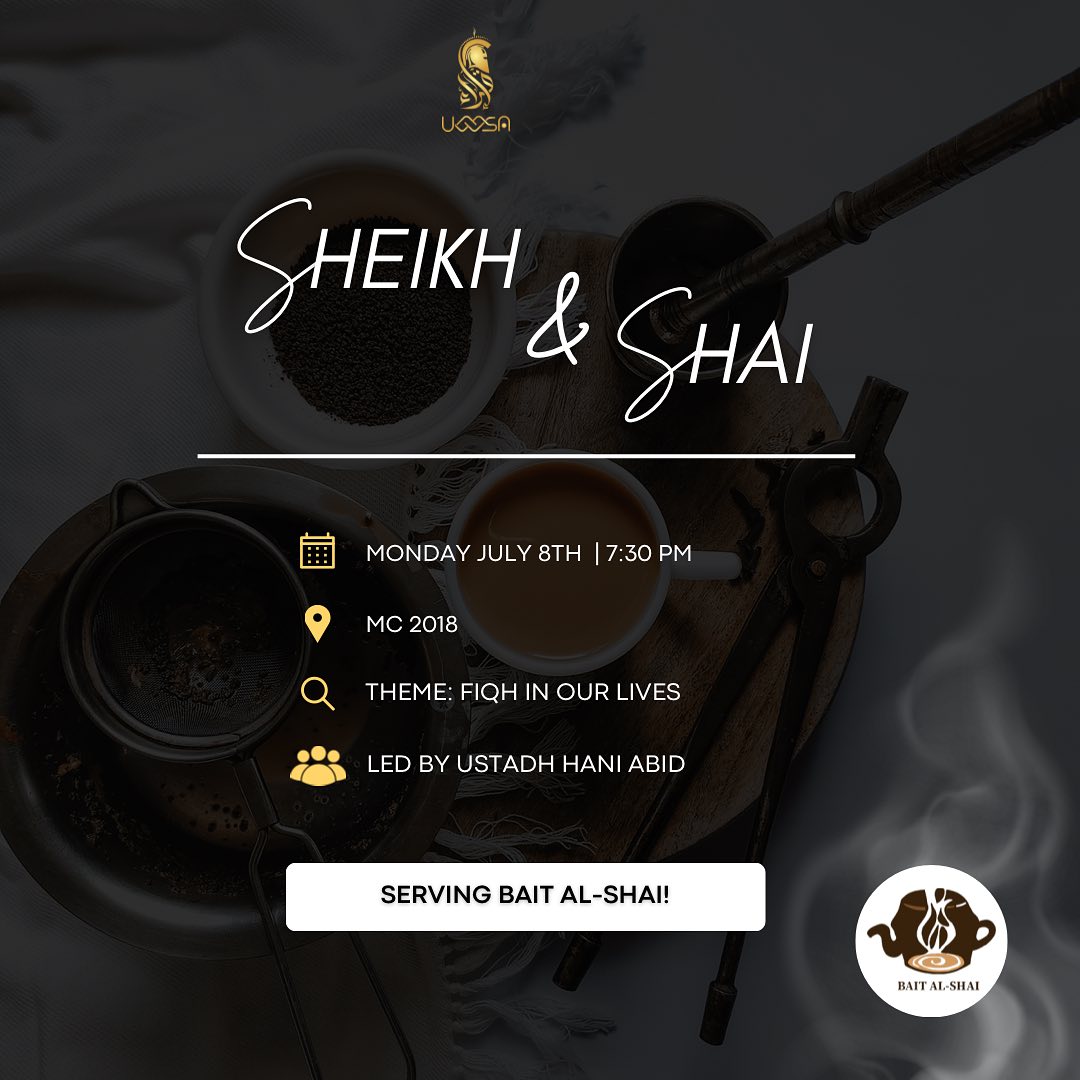 SHEIKH
& SHAI
MONDAY JULY 8TH | 7:30 PM
MC 2018
THEME: FIQH IN OUR LIVES
LED BY USTADH HANI ABID
SERVING BAIT AL-SHAI!
BAIT AL-SHAI